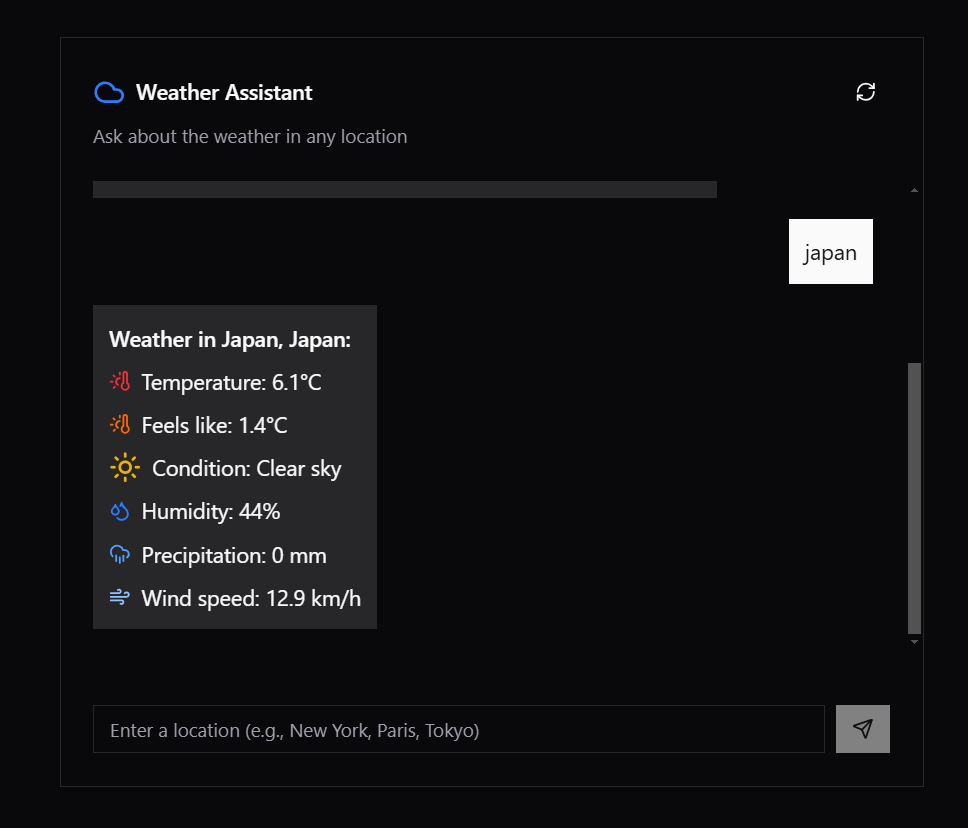 Weather Assistant
Ask about the weather in any location
japan
Weather in Japan, Japan:
Temperature: 6.1°C
Feels like: 1.4°C
Condition: Clear sky
Humidity: 44%
Precipitation: 0 mm
Wind speed: 12.9 km/h
Enter a location (e.g., New York, Paris, Tokyo)